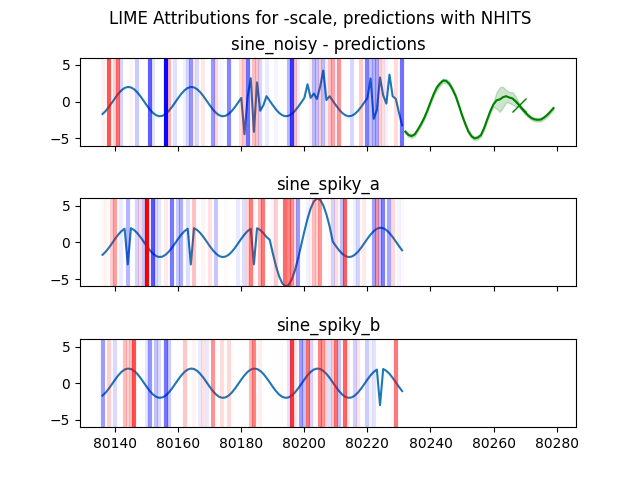 LIME Attributions for -scale, predictions with NHITS
sine_noisy - predictions
5
0
−5
sine_spiky_a
5
0
−5
sine_spiky_b
5
0
−5
80140 80160 80180 80200 80220 80240 80260 80280